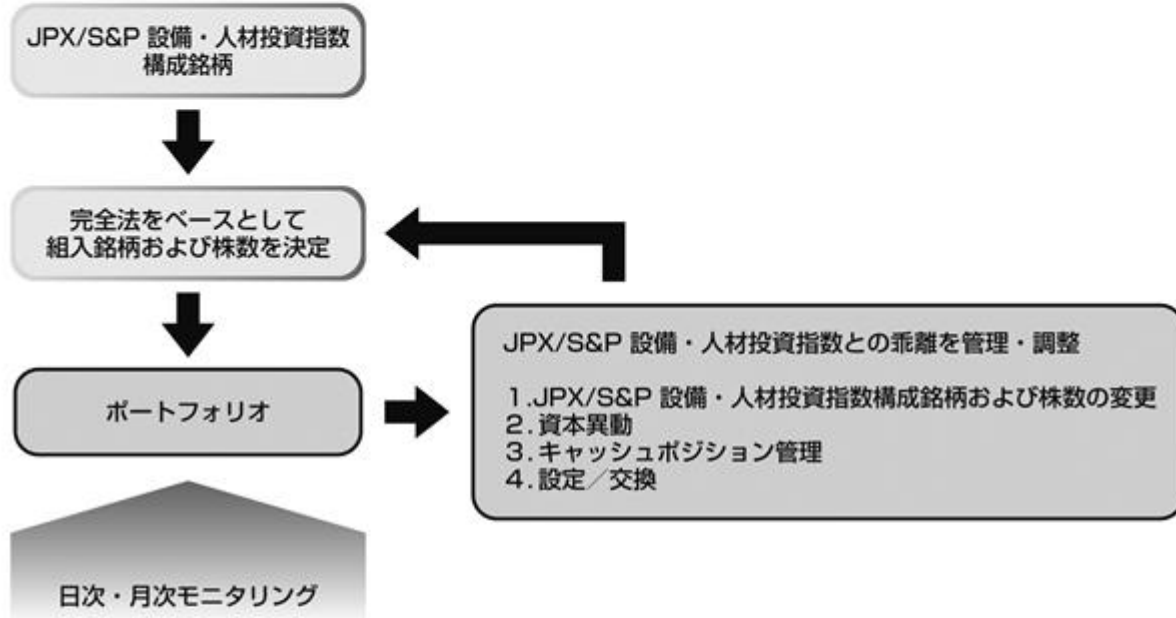 JPX/S&P 設備・人材投資指数
構成銘柄
完全法をベースとして
組入銘柄および株数を決定
ポートフォリオ
JPX/S&P 設備・人材投資指数との乖離を管理・調整
1.JPX/S&P 設備・人材投資指数構成銘柄および株数の変更
2.資本異動
3.キャッシュポジション管理
4.設定／交換
日次・月次モニタリング